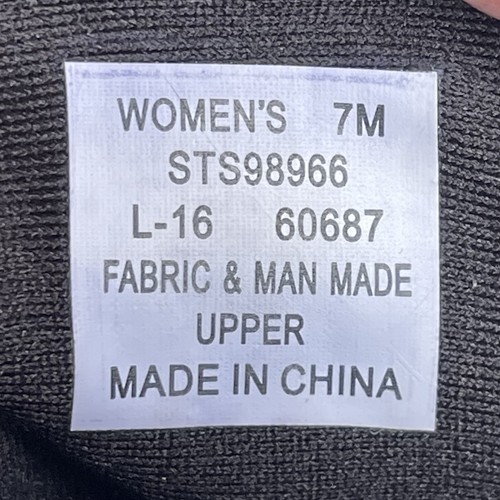 WOMEN'S 7M
STS98966
L-16 60687
FABRIC & MAN MADE
UPPER
MADE IN CHINA